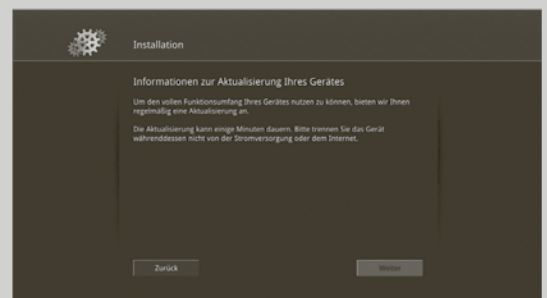 Installation
Informationen zur Aktualisierung Ihres Gerätes
Um den vollen Funktionsumfang Ihres Gerätes nutzen zu können, bieten wir Ihnen
regelmäßig eine Aktualisierung an.
Die Aktualisierung kann einige Minuten dauern. Bitte trennen Sie das Gerät
währenddessen nicht von der Stromversorgung oder dem Internet.
Zurück
Weiter